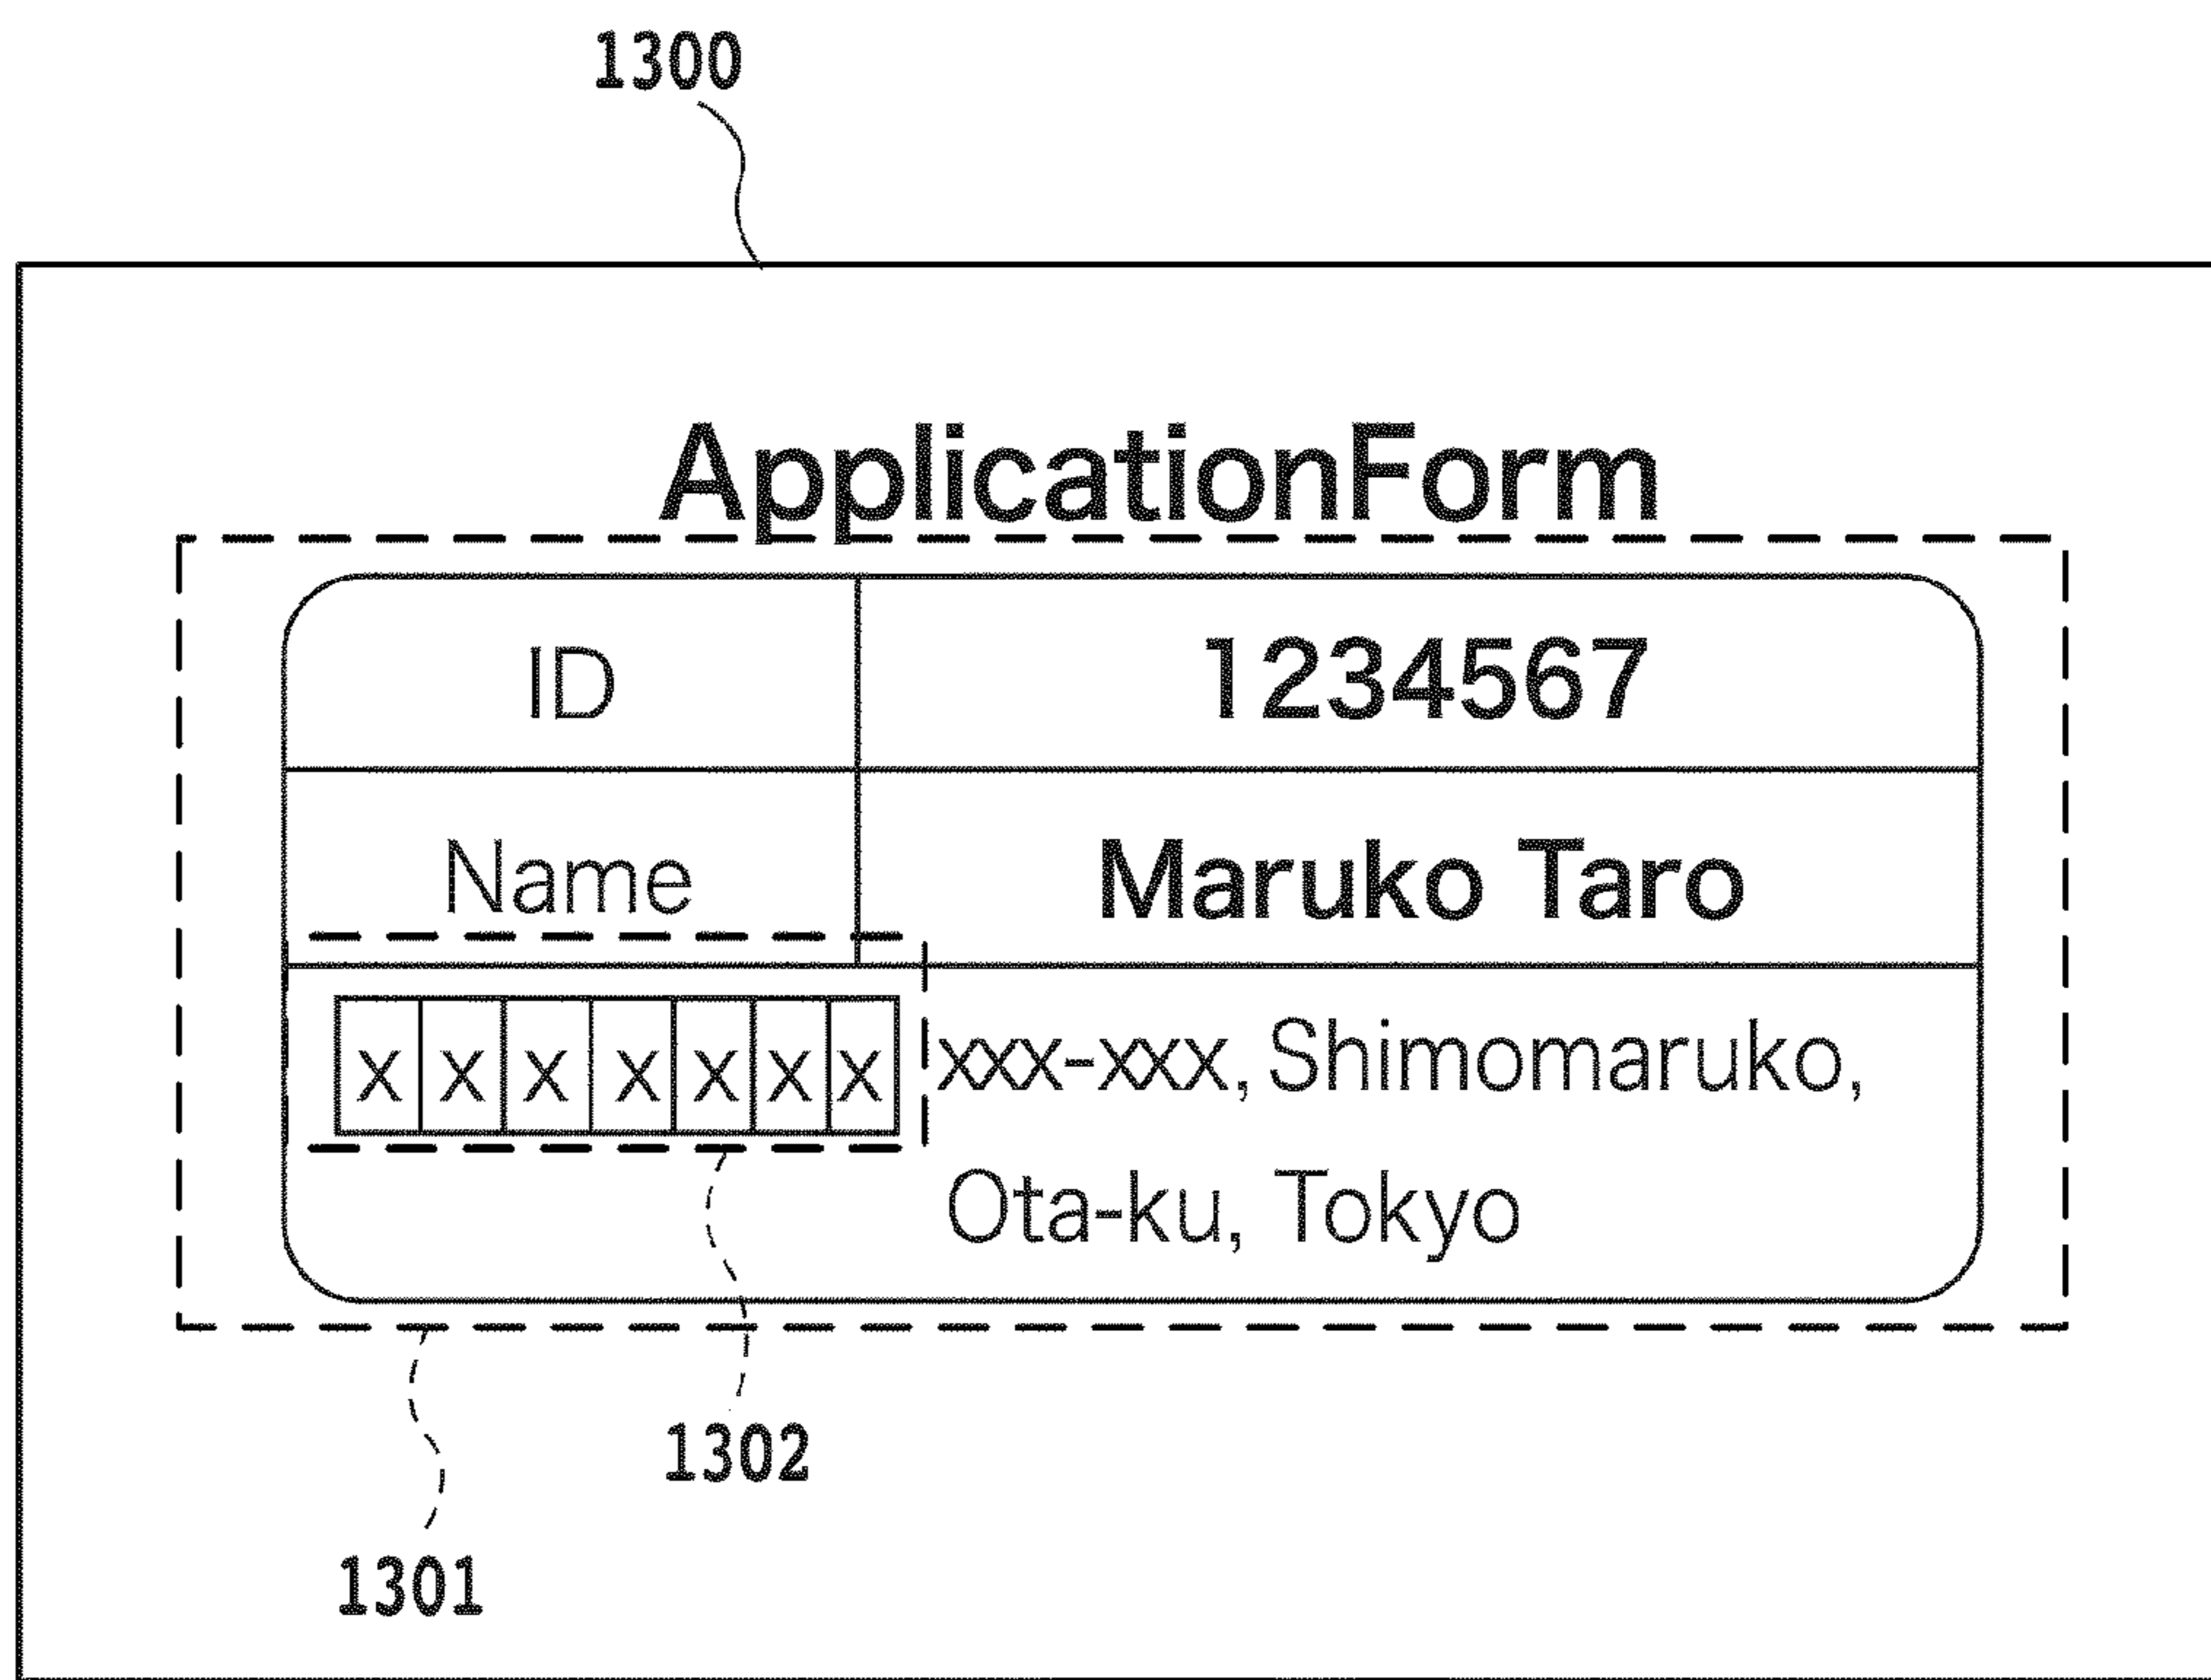 1300
ApplicationForm
ID 1234567
Name Maruko Taro
X X X X X X X xxx-xxx, Shimomaruko,
Ota-ku, Tokyo
1302
1301